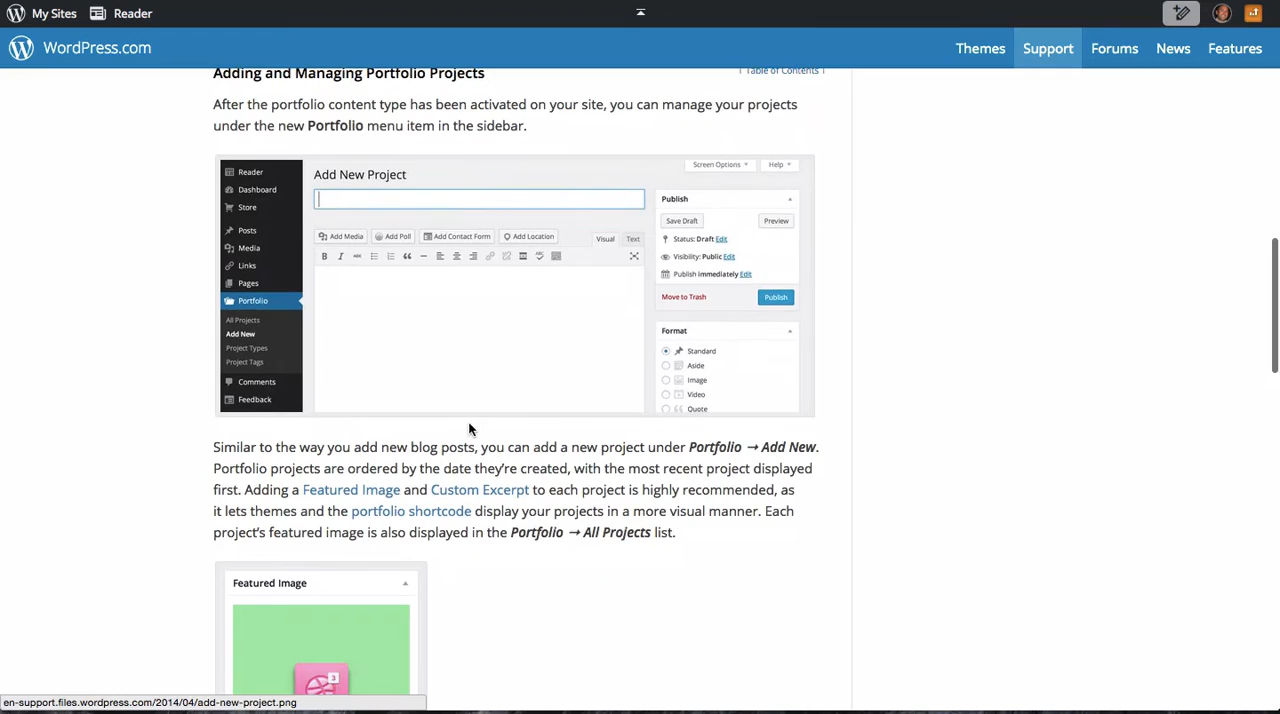 My Sites Reader
WordPress.com Themes Support Forums News Features
Adding and Managing Portfolio Projects
↑ Table of Contents ↑
After the portfolio content type has been activated on your site, you can manage your projects
under the new Portfolio menu item in the sidebar.
Reader
Dashboard
Store
Posts
Media
Links
Pages
Portfolio
All Projects
Add New
Project Types
Project Tags
Comments
Feedback
Screen Options Help
Add New Project
Add Media Add Poll Add Contact Form Add Location Visual Text
B I ABC
Publish
Save Draft Preview
Status: Draft Edit
Visibility: Public Edit
Publish immediately Edit
Move to Trash Publish
Format
Standard
Aside
Image
Video
Quote
Similar to the way you add new blog posts, you can add a new project under Portfolio → Add New.
Portfolio projects are ordered by the date they’re created, with the most recent project displayed
first. Adding a Featured Image and Custom Excerpt to each project is highly recommended, as
it lets themes and the portfolio shortcode display your projects in a more visual manner. Each
project’s featured image is also displayed in the Portfolio → All Projects list.
Featured Image
3
en-support.files.wordpress.com/2014/04/add-new-project.png